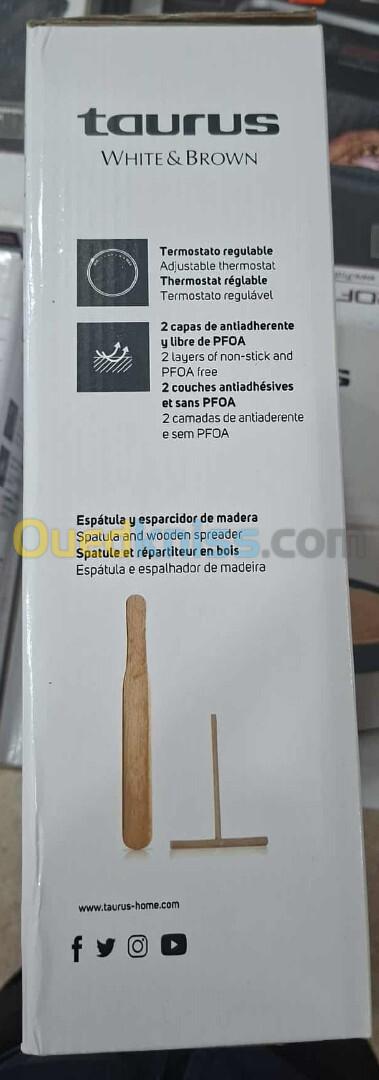 taurus
WHITE & BROWN
Termostato regulable
Adjustable thermostat
Thermostat réglable
Termostato regulável
2 capas de antiadherente
y libre de PFOA
2 layers of non-stick and
PFOA free
2 couches antiadhésives
et sans PFOA
2 camadas de antiaderente
e sem PFOA
Espátula y esparcidor de madera
Spatula and wooden spreader
Ouedkniss.com
Spatule et répartiteur en bois
Espátula e espalhador de madeira
www.taurus-home.com